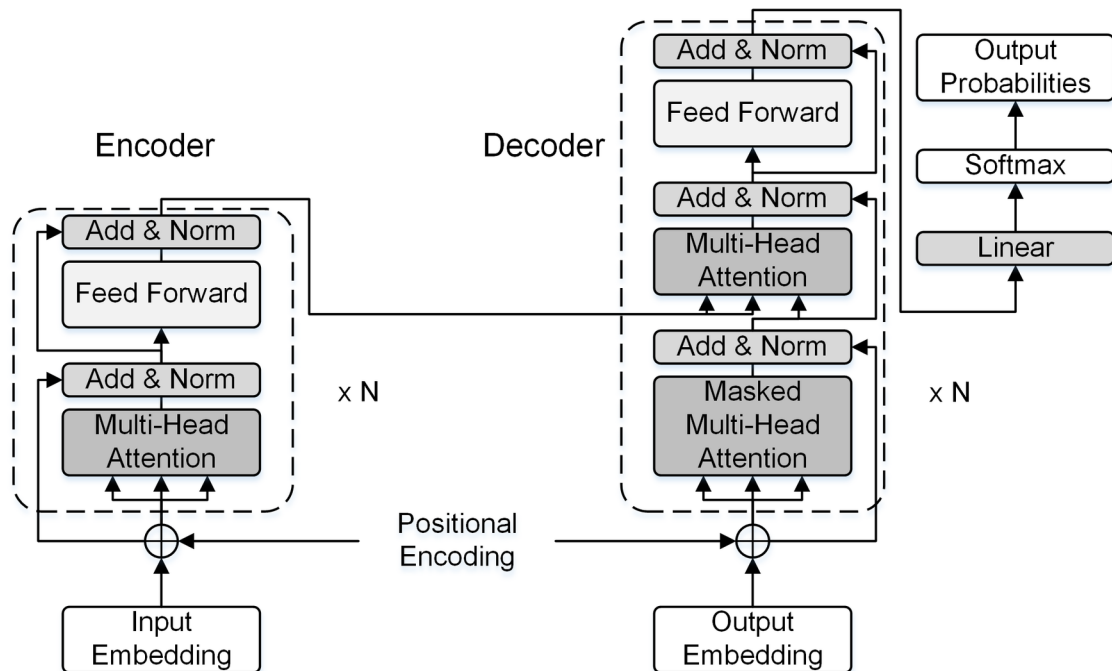 Encoder
Add & Norm
Feed Forward
Add & Norm
Multi-Head
Attention
x N
Input
Embedding
Positional
Encoding
Decoder
Add & Norm
Feed Forward
Add & Norm
Multi-Head
Attention
Add & Norm
Masked
Multi-Head
Attention
x N
Output
Embedding
Output
Probabilities
Softmax
Linear